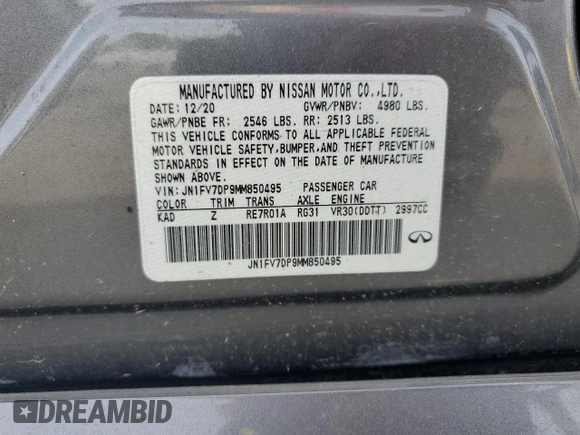 MANUFACTURED BY NISSAN MOTOR CO.,LTD.
DATE: 12/20 GVWR/PNBV: 4980 LBS.
GAWR/PNBE FR: 2546 LBS. RR: 2513 LBS.
THIS VEHICLE CONFORMS TO ALL APPLICABLE FEDERAL
MOTOR VEHICLE SAFETY,BUMPER,AND THEFT PREVENTION
STANDARDS IN EFFECT ON THE DATE OF MANUFACTURE
SHOWN ABOVE.
VIN: JN1FV7DP9MM850495 PASSENGER CAR
COLOR TRIM TRANS AXLE ENGINE
KAD Z RE7R01A RG31 VR30(DDTT) 2997CC
JN1FV7DP9MM850495
DREAMBID